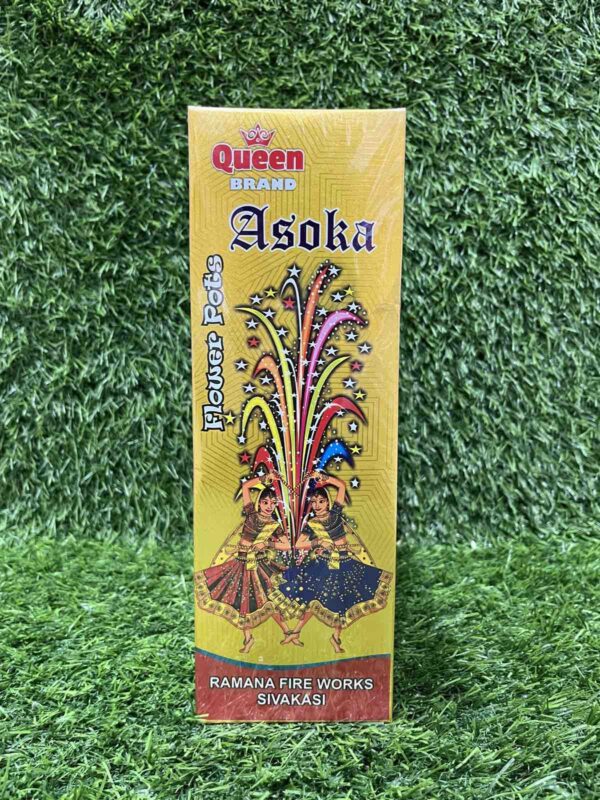 Queen
BRAND
Asoka
Flower Pots
RAMANA FIRE WORKS
SIVAKASI